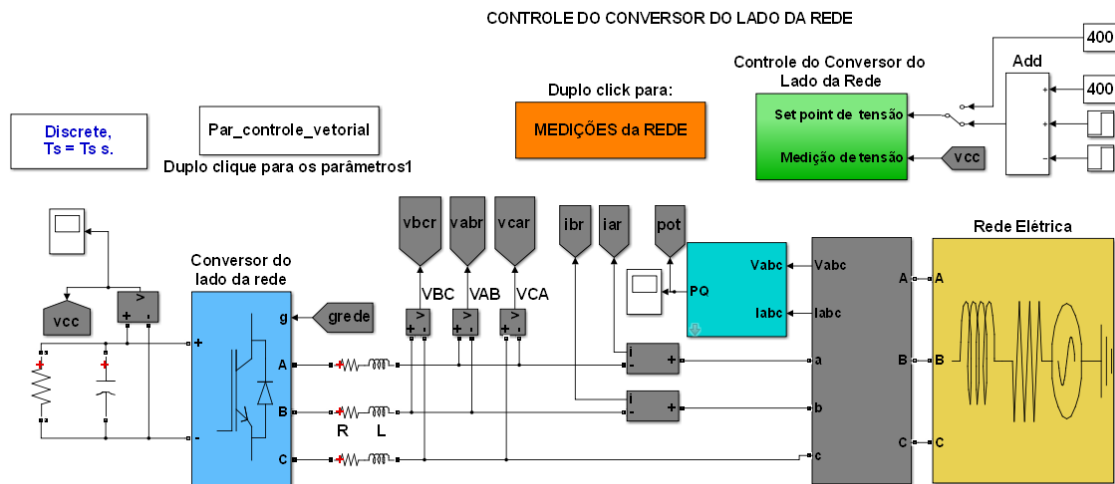 CONTROLE DO CONVERSOR DO LADO DA REDE
400
Controle do Conversor do
Lado da Rede
Add
400
Duplo click para:
Discrete,
Ts = Ts s.
Par_controle_vetorial
MEDIÇÕES da REDE
Set point de tensão
Medição de tensão
vcc
Duplo clique para os parâmetros1
+
+
−
vbcr
vabr
vcar
ibr
iar
pot
Rede Elétrica
Conversor do
lado da rede
Vabc
Vabc
A
A
PQ
VBC
VAB
VCA
vcc
v
+ -
g
grede
v
+ -
v
+ -
v
+ -
Iabc
Iabc
+
A
i
-
+
a
B
B
+
i
-
+
b
B
R
L
-
C
c
C
C